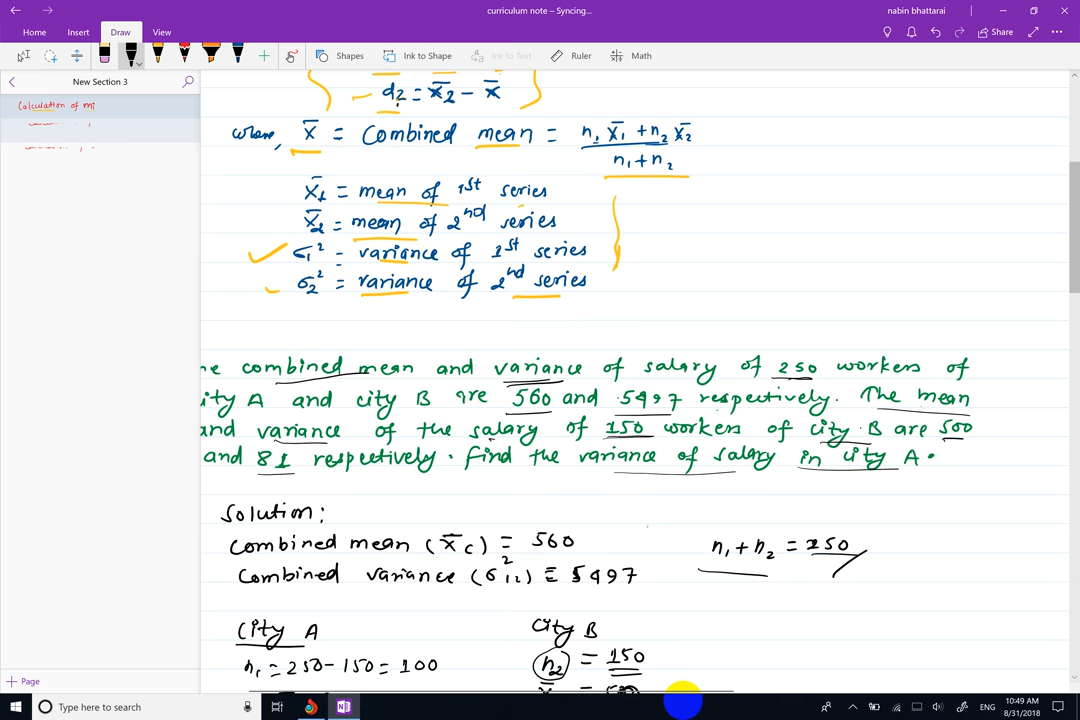 curriculum note - Syncing...
nabin bhattarai
Home Insert Draw View
Share
Shapes Ink to Shape Ink to Text Ruler Math
New Section 3
Calculation of mi
d2 = x̄2 - x̄
where, x̄ = Combined mean = n1 x̄1 + n2 x̄2
n1 + n2
x̄1 = mean of 1st series
x̄2 = mean of 2nd series
σ1² = variance of 1st series
σ2² = variance of 2nd series
ne combined mean and variance of salary of 250 workers of
ity A and city B are 560 and 5497 respectively. The mean
and variance of the salary of 150 workers of city B are 500
and 81 respectively. find the variance of salary in city A.
Solution:
Combined mean (x̄c) = 560
n1 + n2 = 250
Combined variance (σ12²) = 5497
City A
City B
n1 = 250 - 150 = 100
n2 = 150
Page
Type here to search
ENG
10:49 AM
8/31/2018